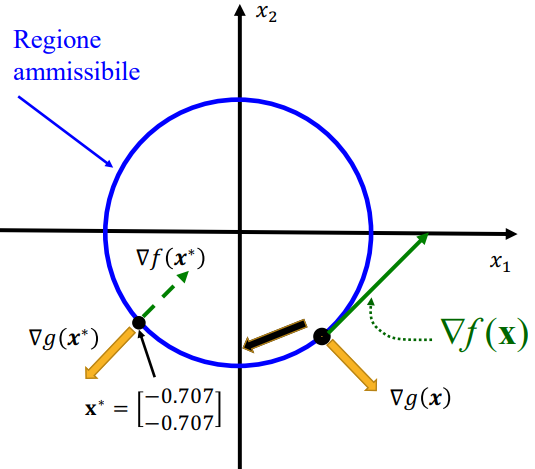 x₂
Regione
ammissibile
x₁
∇f(x*)
∇g(x*)
∇f(x)
x* = [−0.707
−0.707]
∇g(x)